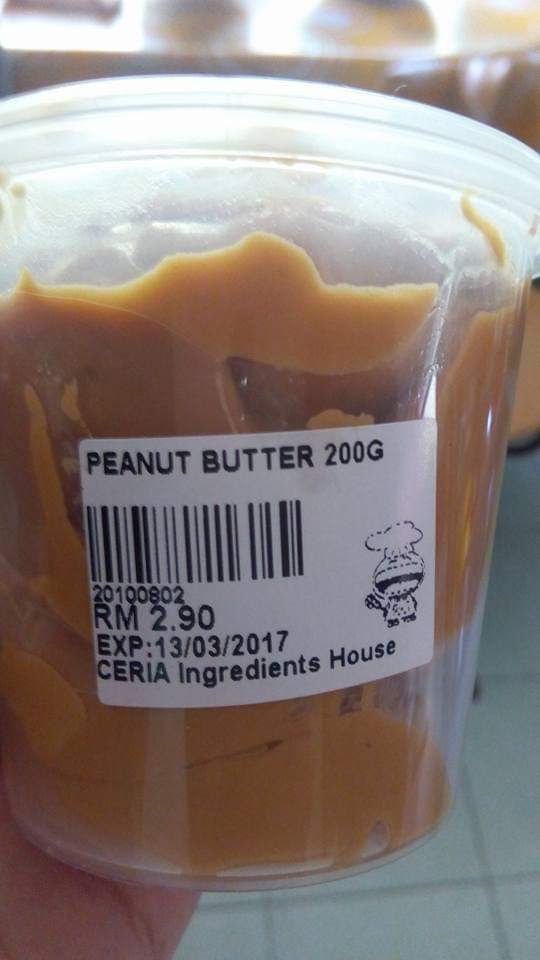 PEANUT BUTTER 200G
20100802
RM 2.90
EXP:13/03/2017
CERIA Ingredients House